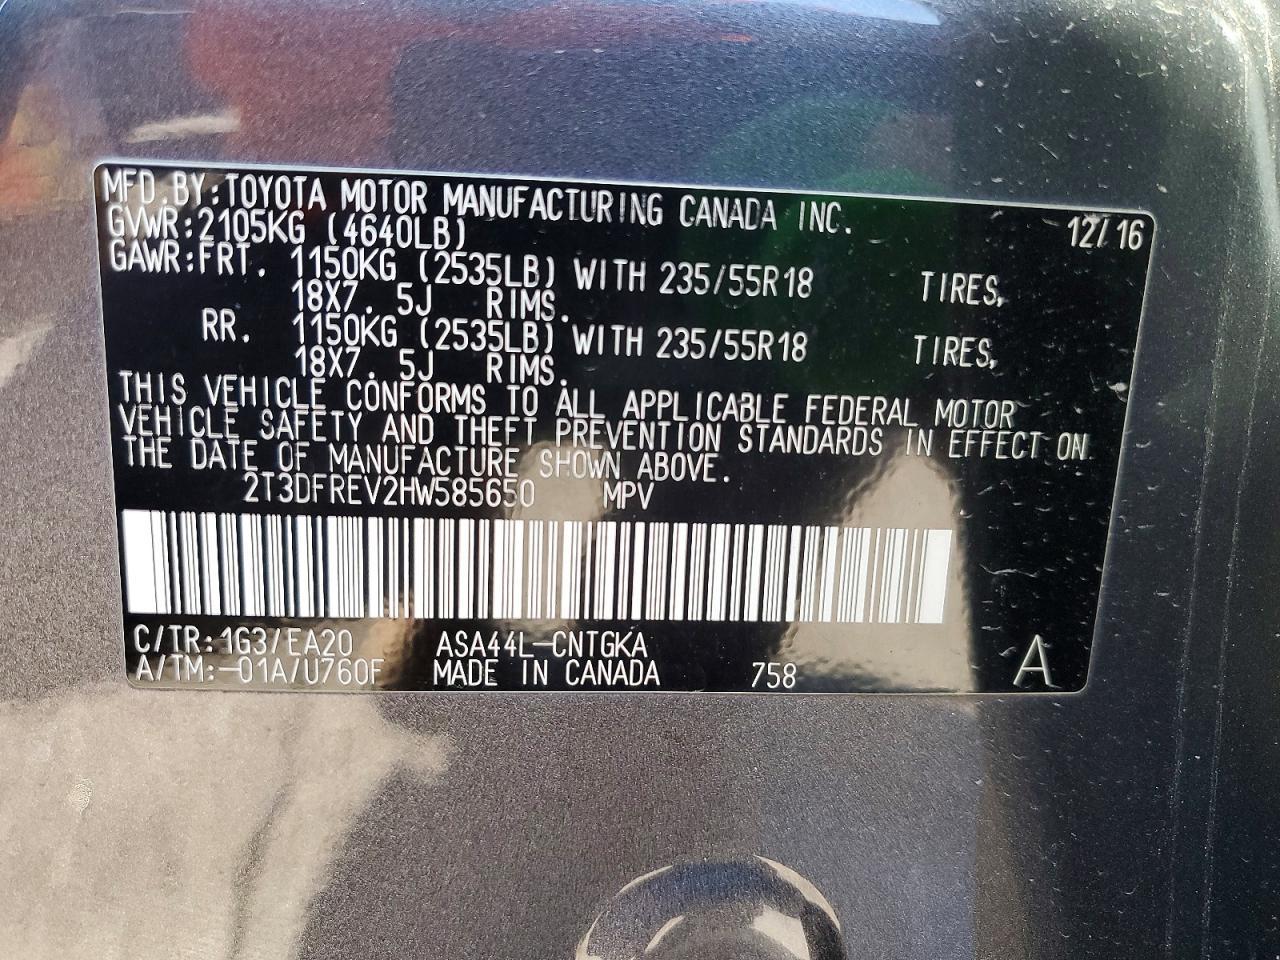 MFD.BY:TOYOTA MOTOR MANUFACTURING CANADA INC. 12/16
GVWR:2105KG (4640LB)
GAWR:FRT. 1150KG (2535LB) WITH 235/55R18 TIRES,
18X7.5J RIMS.
RR. 1150KG (2535LB) WITH 235/55R18 TIRES,
18X7.5J RIMS.
THIS VEHICLE CONFORMS TO ALL APPLICABLE FEDERAL MOTOR
VEHICLE SAFETY AND THEFT PREVENTION STANDARDS IN EFFECT ON
THE DATE OF MANUFACTURE SHOWN ABOVE.
2T3DFREV2HW585650 MPV
C/TR:1G3/EA20 ASA44L-CNTGKA
A/TM:-01A/U760F MADE IN CANADA 758 A